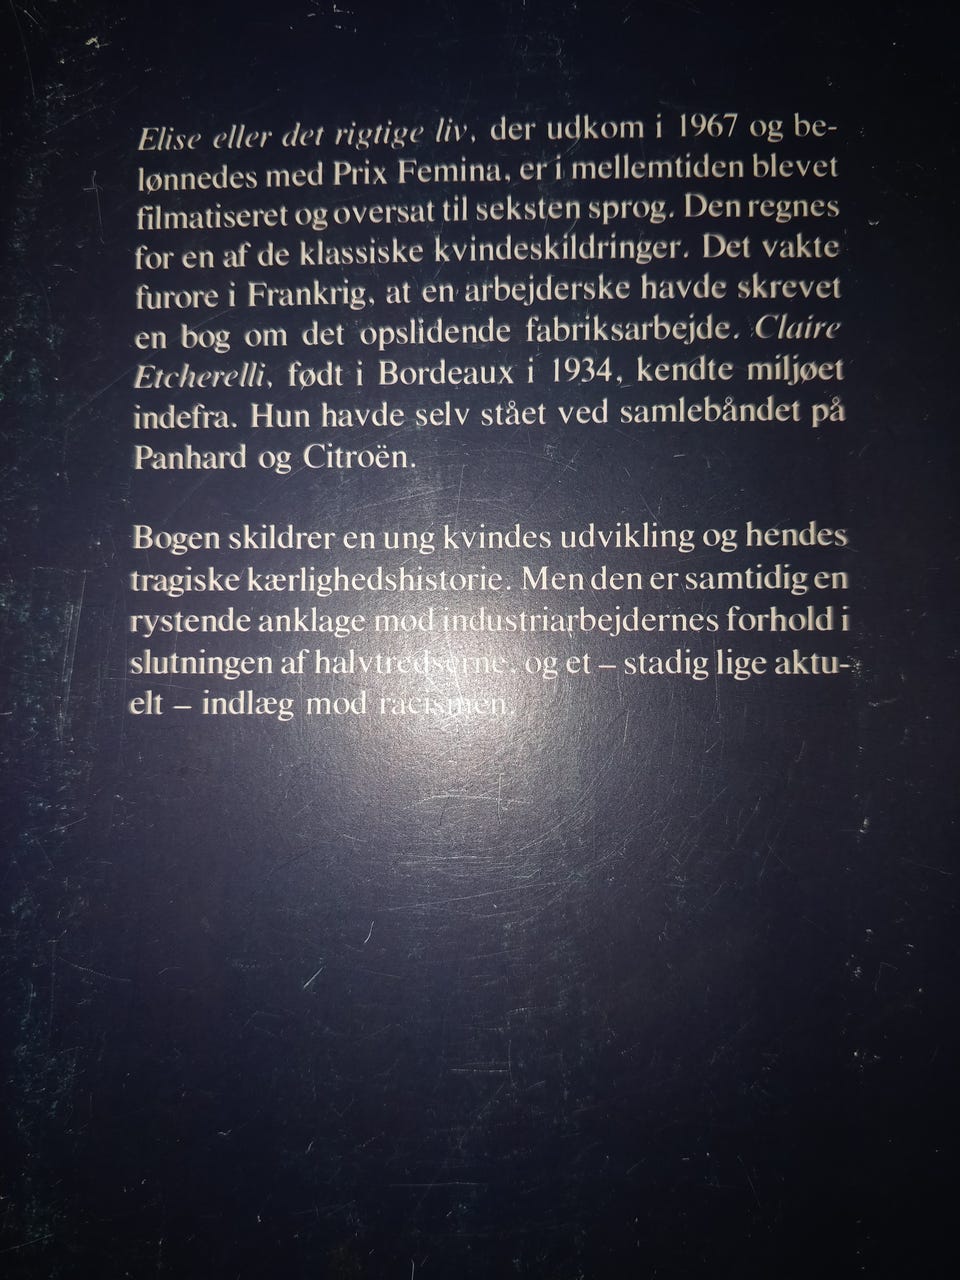 Elise eller det rigtige liv, der udkom i 1967 og be-
lønnedes med Prix Femina, er i mellemtiden blevet
filmatiseret og oversat til seksten sprog. Den regnes
for en af de klassiske kvindeskildringer. Det vakte
furore i Frankrig, at en arbejderske havde skrevet
en bog om det opslidende fabriksarbejde. Claire
Etcherelli, født i Bordeaux i 1934, kendte miljøet
indefra. Hun havde selv stået ved samlebåndet på
Panhard og Citroën.
Bogen skildrer en ung kvindes udvikling og hendes
tragiske kærlighedshistorie. Men den er samtidig en
rystende anklage mod industriarbejdernes forhold i
slutningen af halvtredserne, og et – stadig lige aktu-
elt – indlæg mod racismen.